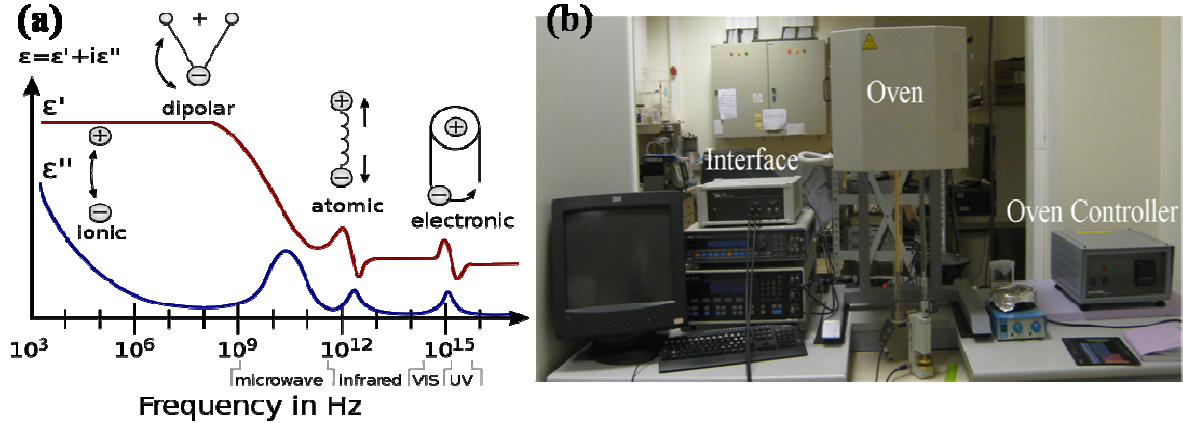 (a)
ε=ε'+iε"
+
−
dipolar
ε'
ε"
+
−
ionic
+
−
atomic
+
−
electronic
10³ 10⁶ 10⁹ 10¹² 10¹⁵
microwave infrared VIS UV
Frequency in Hz
(b)
Oven
Interface
Oven Controller
IBM